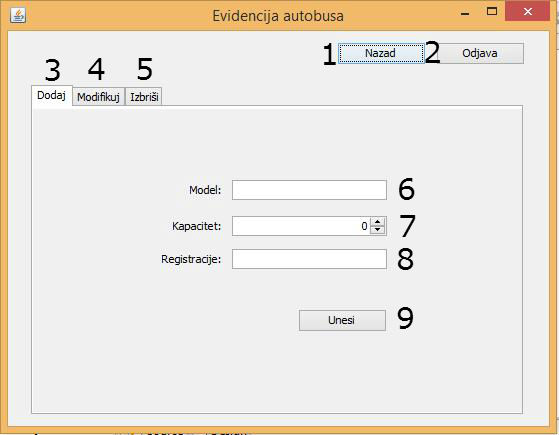 Evidencija autobusa
1 Nazad 2 Odjava
3 4 5
Dodaj Modifikuj Izbriši
Model: 6
Kapacitet: 0 7
Registracije: 8
Unesi 9